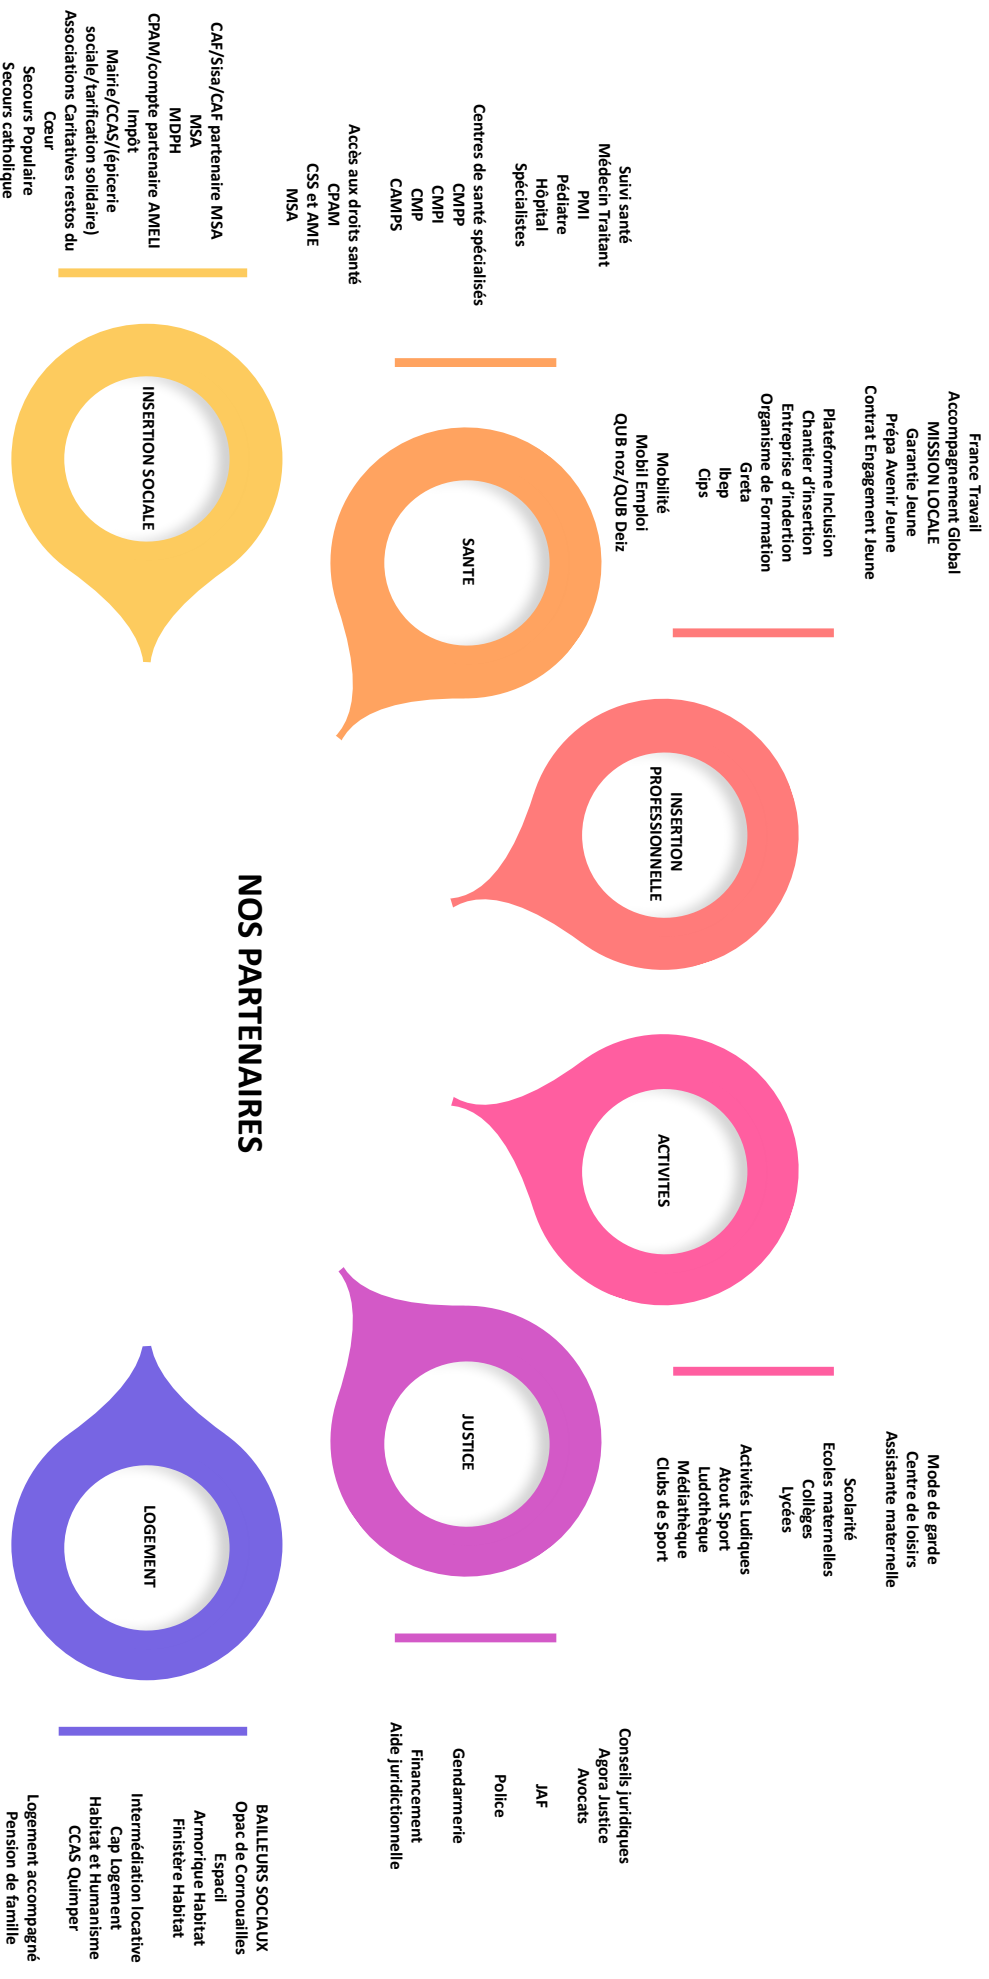 NOS PARTENAIRES
INSERTION SOCIALE
CAF/Sisa/CAF partenaire MSA
MSA
MDPH
CPAM/compte partenaire AMELI
Impôt
Mairie/CCAS/(épicerie
sociale/tarification solidaire)
Associations Caritatives restos du
Cœur
Secours Populaire
Secours catholique
SANTE
Suivi santé
Médecin Traitant
PMI
Pédiatre
Hôpital
Spécialistes
Centres de santé spécialisés
CMPP
CMPI
CMP
CAMPS
Accès aux droits santé
CPAM
CSS et AME
MSA
INSERTION
PROFESSIONNELLE
France Travail
Accompagnement Global
MISSION LOCALE
Garantie Jeune
Prépa Avenir Jeune
Contrat Engagement Jeune
Plateforme Inclusion
Chantier d'insertion
Entreprise d'indertion
Organisme de Formation
Greta
Ibep
Cips
Mobilité
Mobil Emploi
QUB noz/QUB Deiz
ACTIVITES
Mode de garde
Centre de loisirs
Assistante maternelle
Scolarité
Ecoles maternelles
Collèges
Lycées
Activités Ludiques
Atout Sport
Ludothèque
Médiathèque
Clubs de Sport
JUSTICE
Conseils juridiques
Agora Justice
Avocats
JAF
Police
Gendarmerie
Financement
Aide juridictionnelle
LOGEMENT
BAILLEURS SOCIAUX
Opac de Cornouailles
Espacil
Armorique Habitat
Finistère Habitat
Intermédiation locative
Cap Logement
Habitat et Humanisme
CCAS Quimper
Logement accompagné
Pension de famille